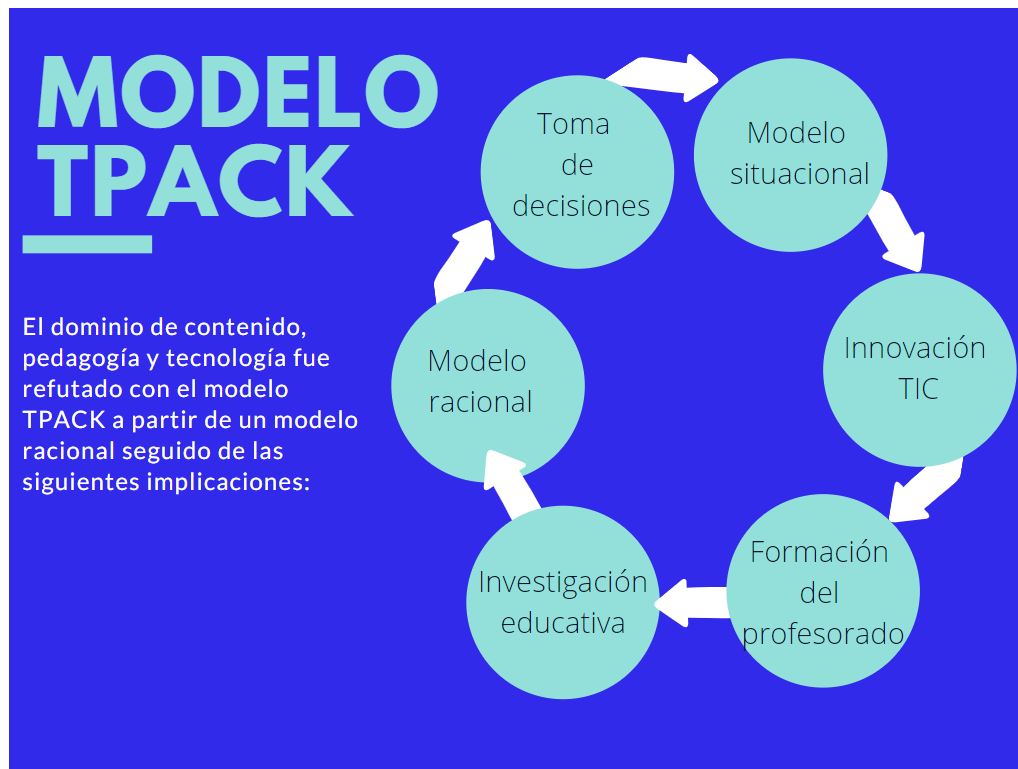 MODELO
TPACK
El dominio de contenido,
pedagogía y tecnología fue
refutado con el modelo
TPACK a partir de un modelo
racional seguido de las
siguientes implicaciones:
Toma
de
decisiones
Modelo
situacional
Innovación
TIC
Formación
del
profesorado
Investigación
educativa
Modelo
racional